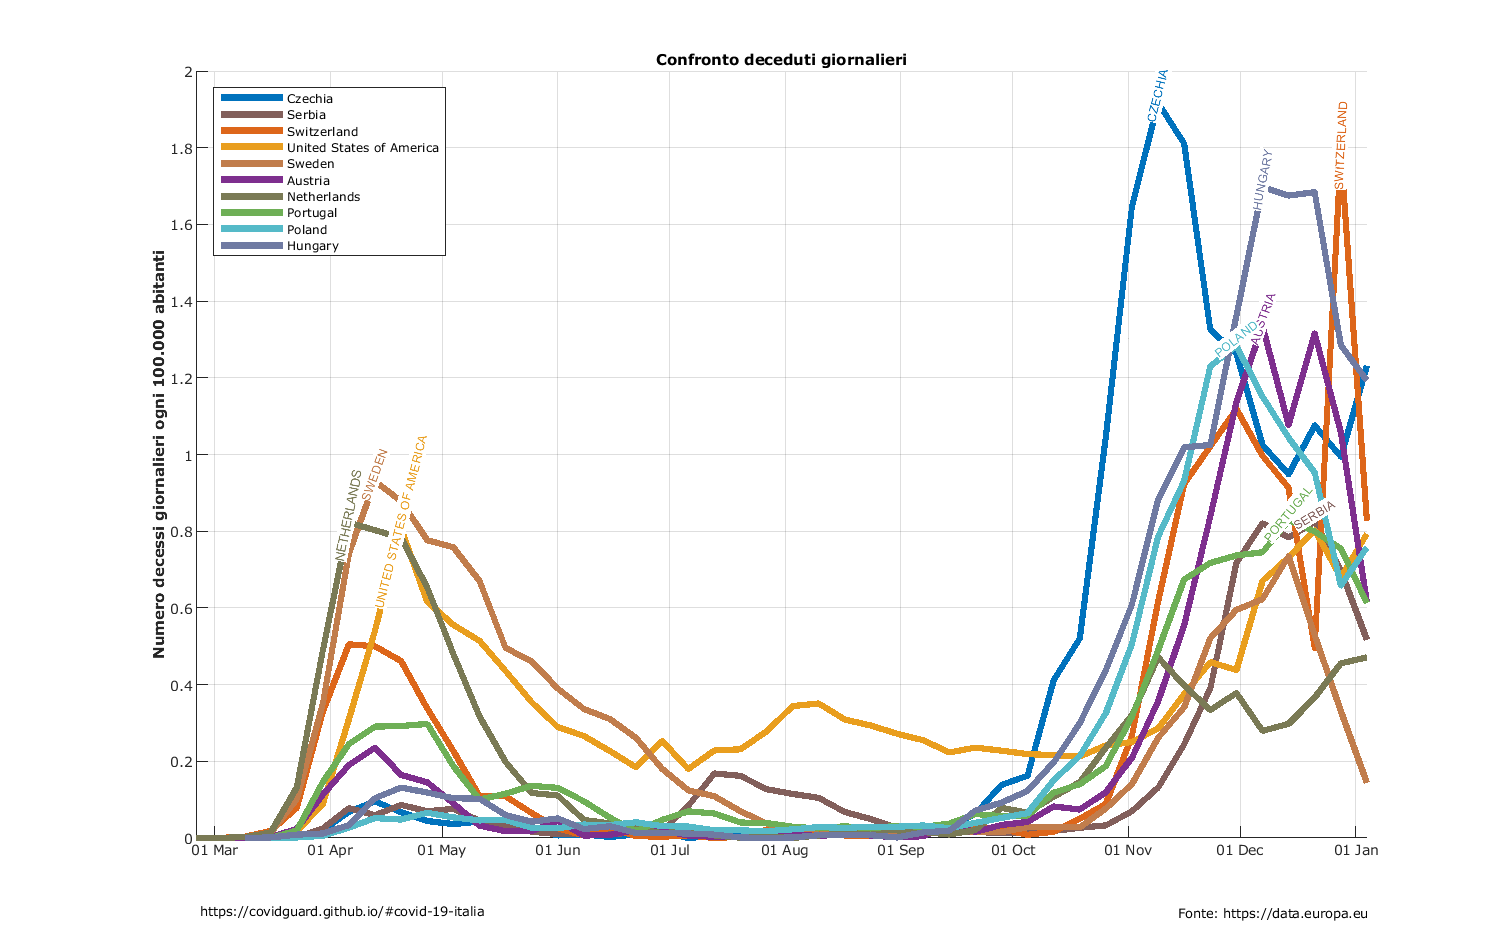 Confronto deceduti giornalieri
Numero decessi giornalieri ogni 100.000 abitanti
2
1.8
1.6
1.4
1.2
1
0.8
0.6
0.4
0.2
0
Czechia
Serbia
Switzerland
United States of America
Sweden
Austria
Netherlands
Portugal
Poland
Hungary
NETHERLANDS
SWEDEN
UNITED STATES OF AMERICA
CZECHIA
HUNGARY
SWITZERLAND
POLAND
AUSTRIA
PORTUGAL
SERBIA
01 Mar 01 Apr 01 May 01 Jun 01 Jul 01 Aug 01 Sep 01 Oct 01 Nov 01 Dec 01 Jan
https://covidguard.github.io/#covid-19-italia
Fonte: https://data.europa.eu